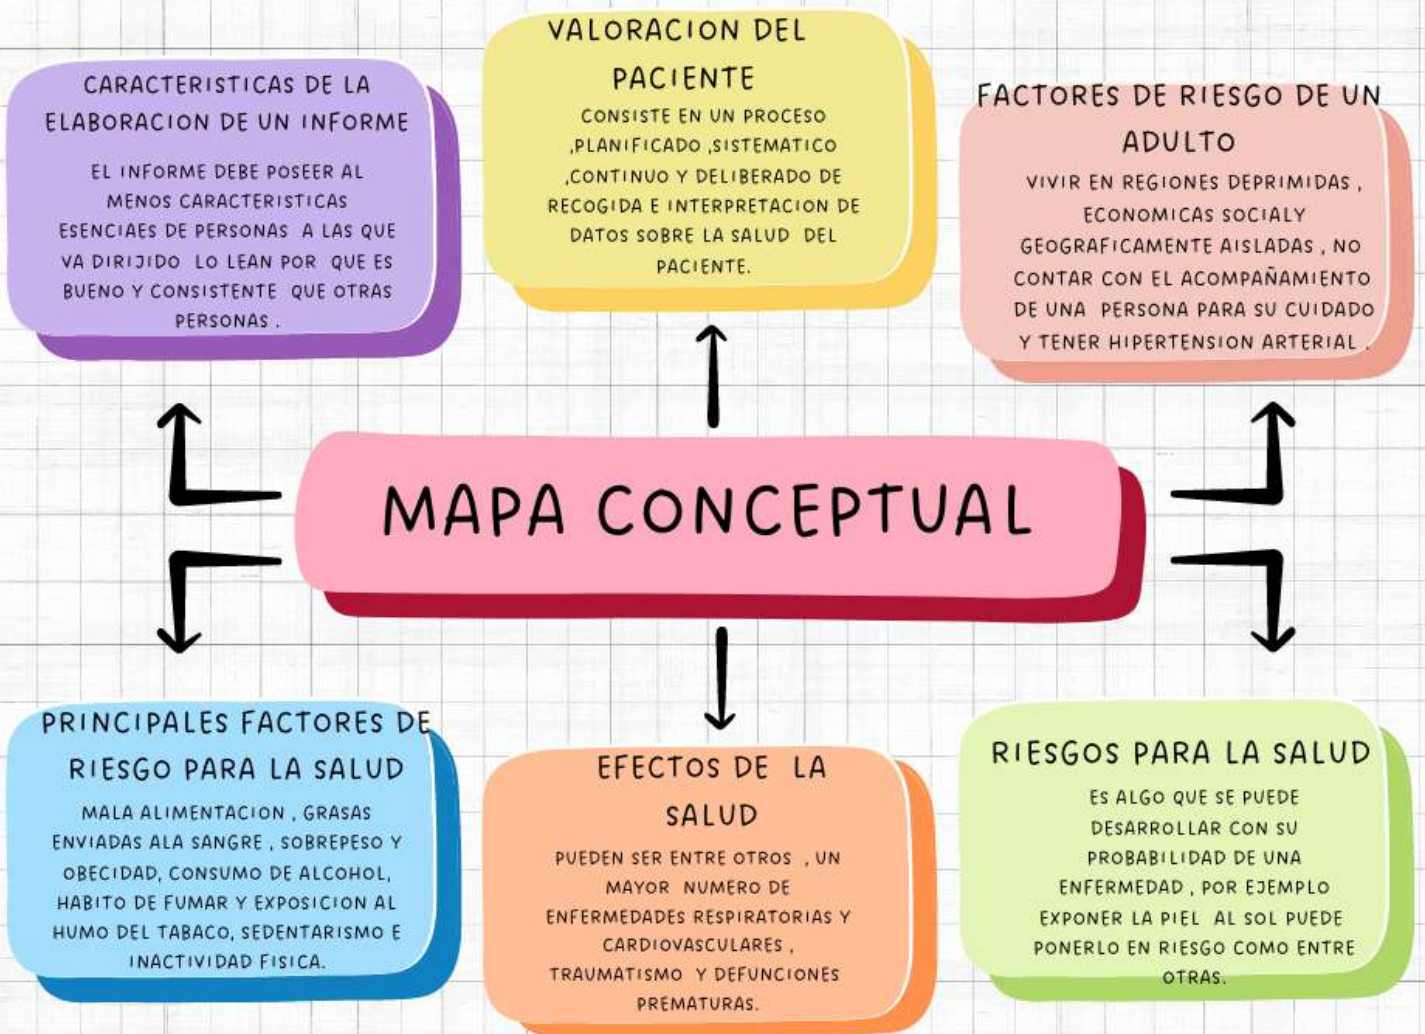 CARACTERISTICAS DE LA
ELABORACION DE UN INFORME
EL INFORME DEBE POSEER AL
MENOS CARACTERISTICAS
ESENCIAES DE PERSONAS A LAS QUE
VA DIRIJIDO LO LEAN POR QUE ES
BUENO Y CONSISTENTE QUE OTRAS
PERSONAS .
VALORACION DEL
PACIENTE
CONSISTE EN UN PROCESO
,PLANIFICADO ,SISTEMATICO
,CONTINUO Y DELIBERADO DE
RECOGIDA E INTERPRETACION DE
DATOS SOBRE LA SALUD DEL
PACIENTE.
FACTORES DE RIESGO DE UN
ADULTO
VIVIR EN REGIONES DEPRIMIDAS ,
ECONOMICAS SOCIALY
GEOGRAFICAMENTE AISLADAS , NO
CONTAR CON EL ACOMPAÑAMIENTO
DE UNA PERSONA PARA SU CUIDADO
Y TENER HIPERTENSION ARTERIAL .
MAPA CONCEPTUAL
PRINCIPALES FACTORES DE
RIESGO PARA LA SALUD
MALA ALIMENTACION , GRASAS
ENVIADAS ALA SANGRE , SOBREPESO Y
OBECIDAD, CONSUMO DE ALCOHOL,
HABITO DE FUMAR Y EXPOSICION AL
HUMO DEL TABACO, SEDENTARISMO E
INACTIVIDAD FISICA.
EFECTOS DE LA
SALUD
PUEDEN SER ENTRE OTROS , UN
MAYOR NUMERO DE
ENFERMEDADES RESPIRATORIAS Y
CARDIOVASCULARES ,
TRAUMATISMO Y DEFUNCIONES
PREMATURAS.
RIESGOS PARA LA SALUD
ES ALGO QUE SE PUEDE
DESARROLLAR CON SU
PROBABILIDAD DE UNA
ENFERMEDAD , POR EJEMPLO
EXPONER LA PIEL AL SOL PUEDE
PONERLO EN RIESGO COMO ENTRE
OTRAS.